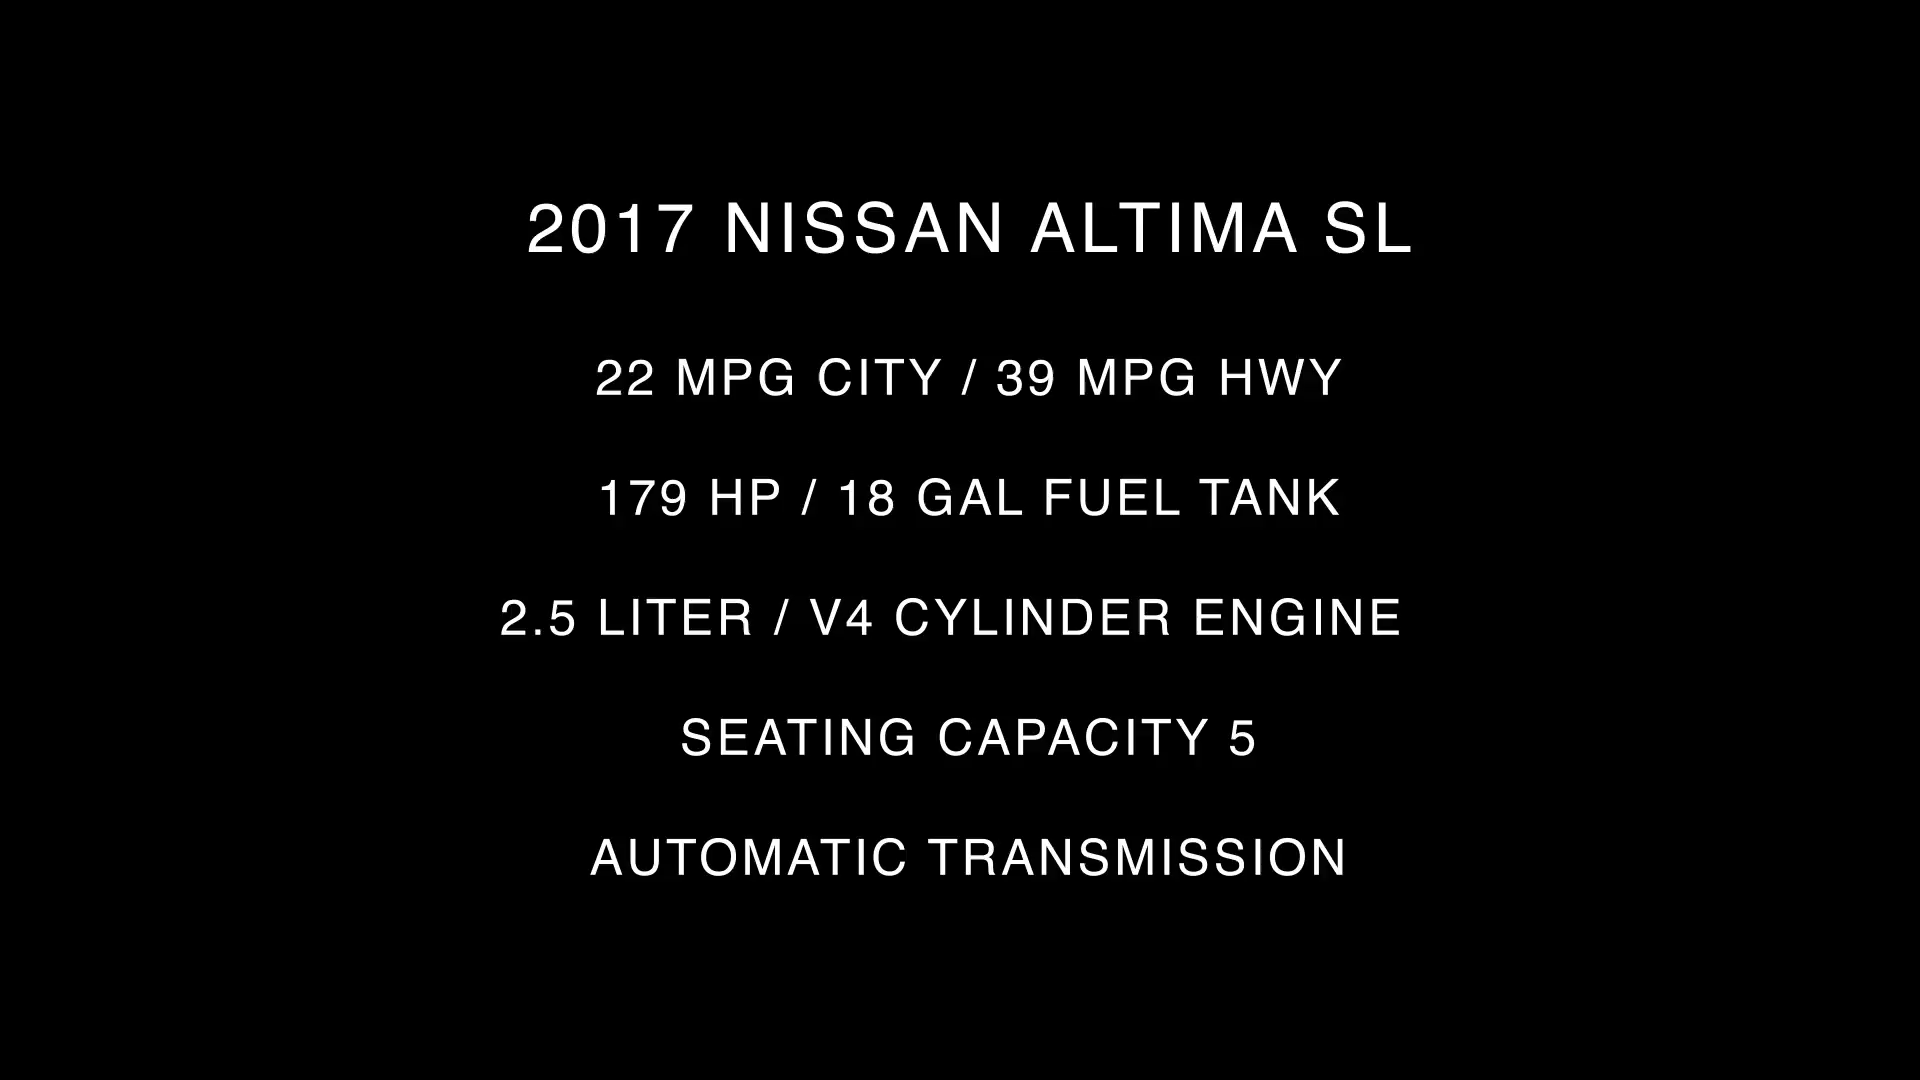 2017 NISSAN ALTIMA SL
22 MPG CITY / 39 MPG HWY
179 HP / 18 GAL FUEL TANK
2.5 LITER / V4 CYLINDER ENGINE
SEATING CAPACITY 5
AUTOMATIC TRANSMISSION